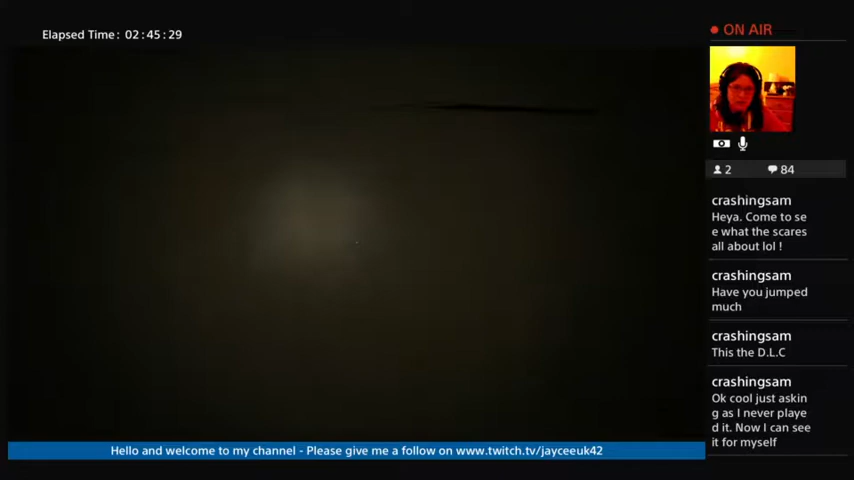 Elapsed Time: 02:45:29
ON AIR
2 84
crashingsam
Heya. Come to se
e what the scares
all about lol !
crashingsam
Have you jumped
much
crashingsam
This the D.L.C
crashingsam
Ok cool just askin
g as I never playe
d it. Now I can see
it for myself
Hello and welcome to my channel - Please give me a follow on www.twitch.tv/jayceeuk42